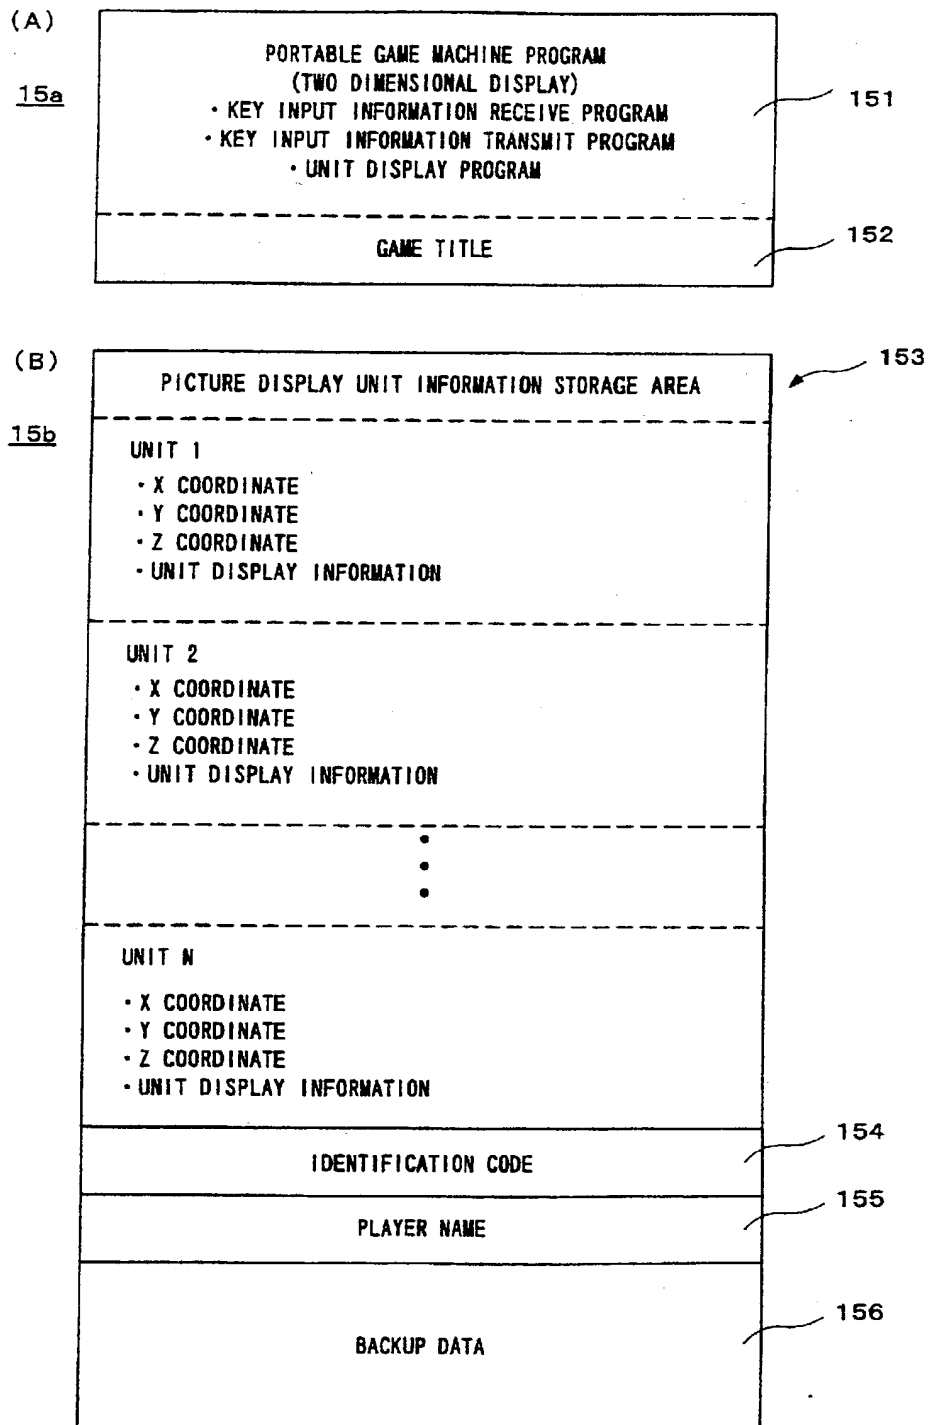 (A)
15a
PORTABLE GAME MACHINE PROGRAM
(TWO DIMENSIONAL DISPLAY)
・KEY INPUT INFORMATION RECEIVE PROGRAM
・KEY INPUT INFORMATION TRANSMIT PROGRAM
・UNIT DISPLAY PROGRAM
151
GAME TITLE
152
(B)
15b
153
PICTURE DISPLAY UNIT INFORMATION STORAGE AREA
UNIT 1
・X COORDINATE
・Y COORDINATE
・Z COORDINATE
・UNIT DISPLAY INFORMATION
UNIT 2
・X COORDINATE
・Y COORDINATE
・Z COORDINATE
・UNIT DISPLAY INFORMATION
UNIT N
・X COORDINATE
・Y COORDINATE
・Z COORDINATE
・UNIT DISPLAY INFORMATION
IDENTIFICATION CODE
154
PLAYER NAME
155
BACKUP DATA
156